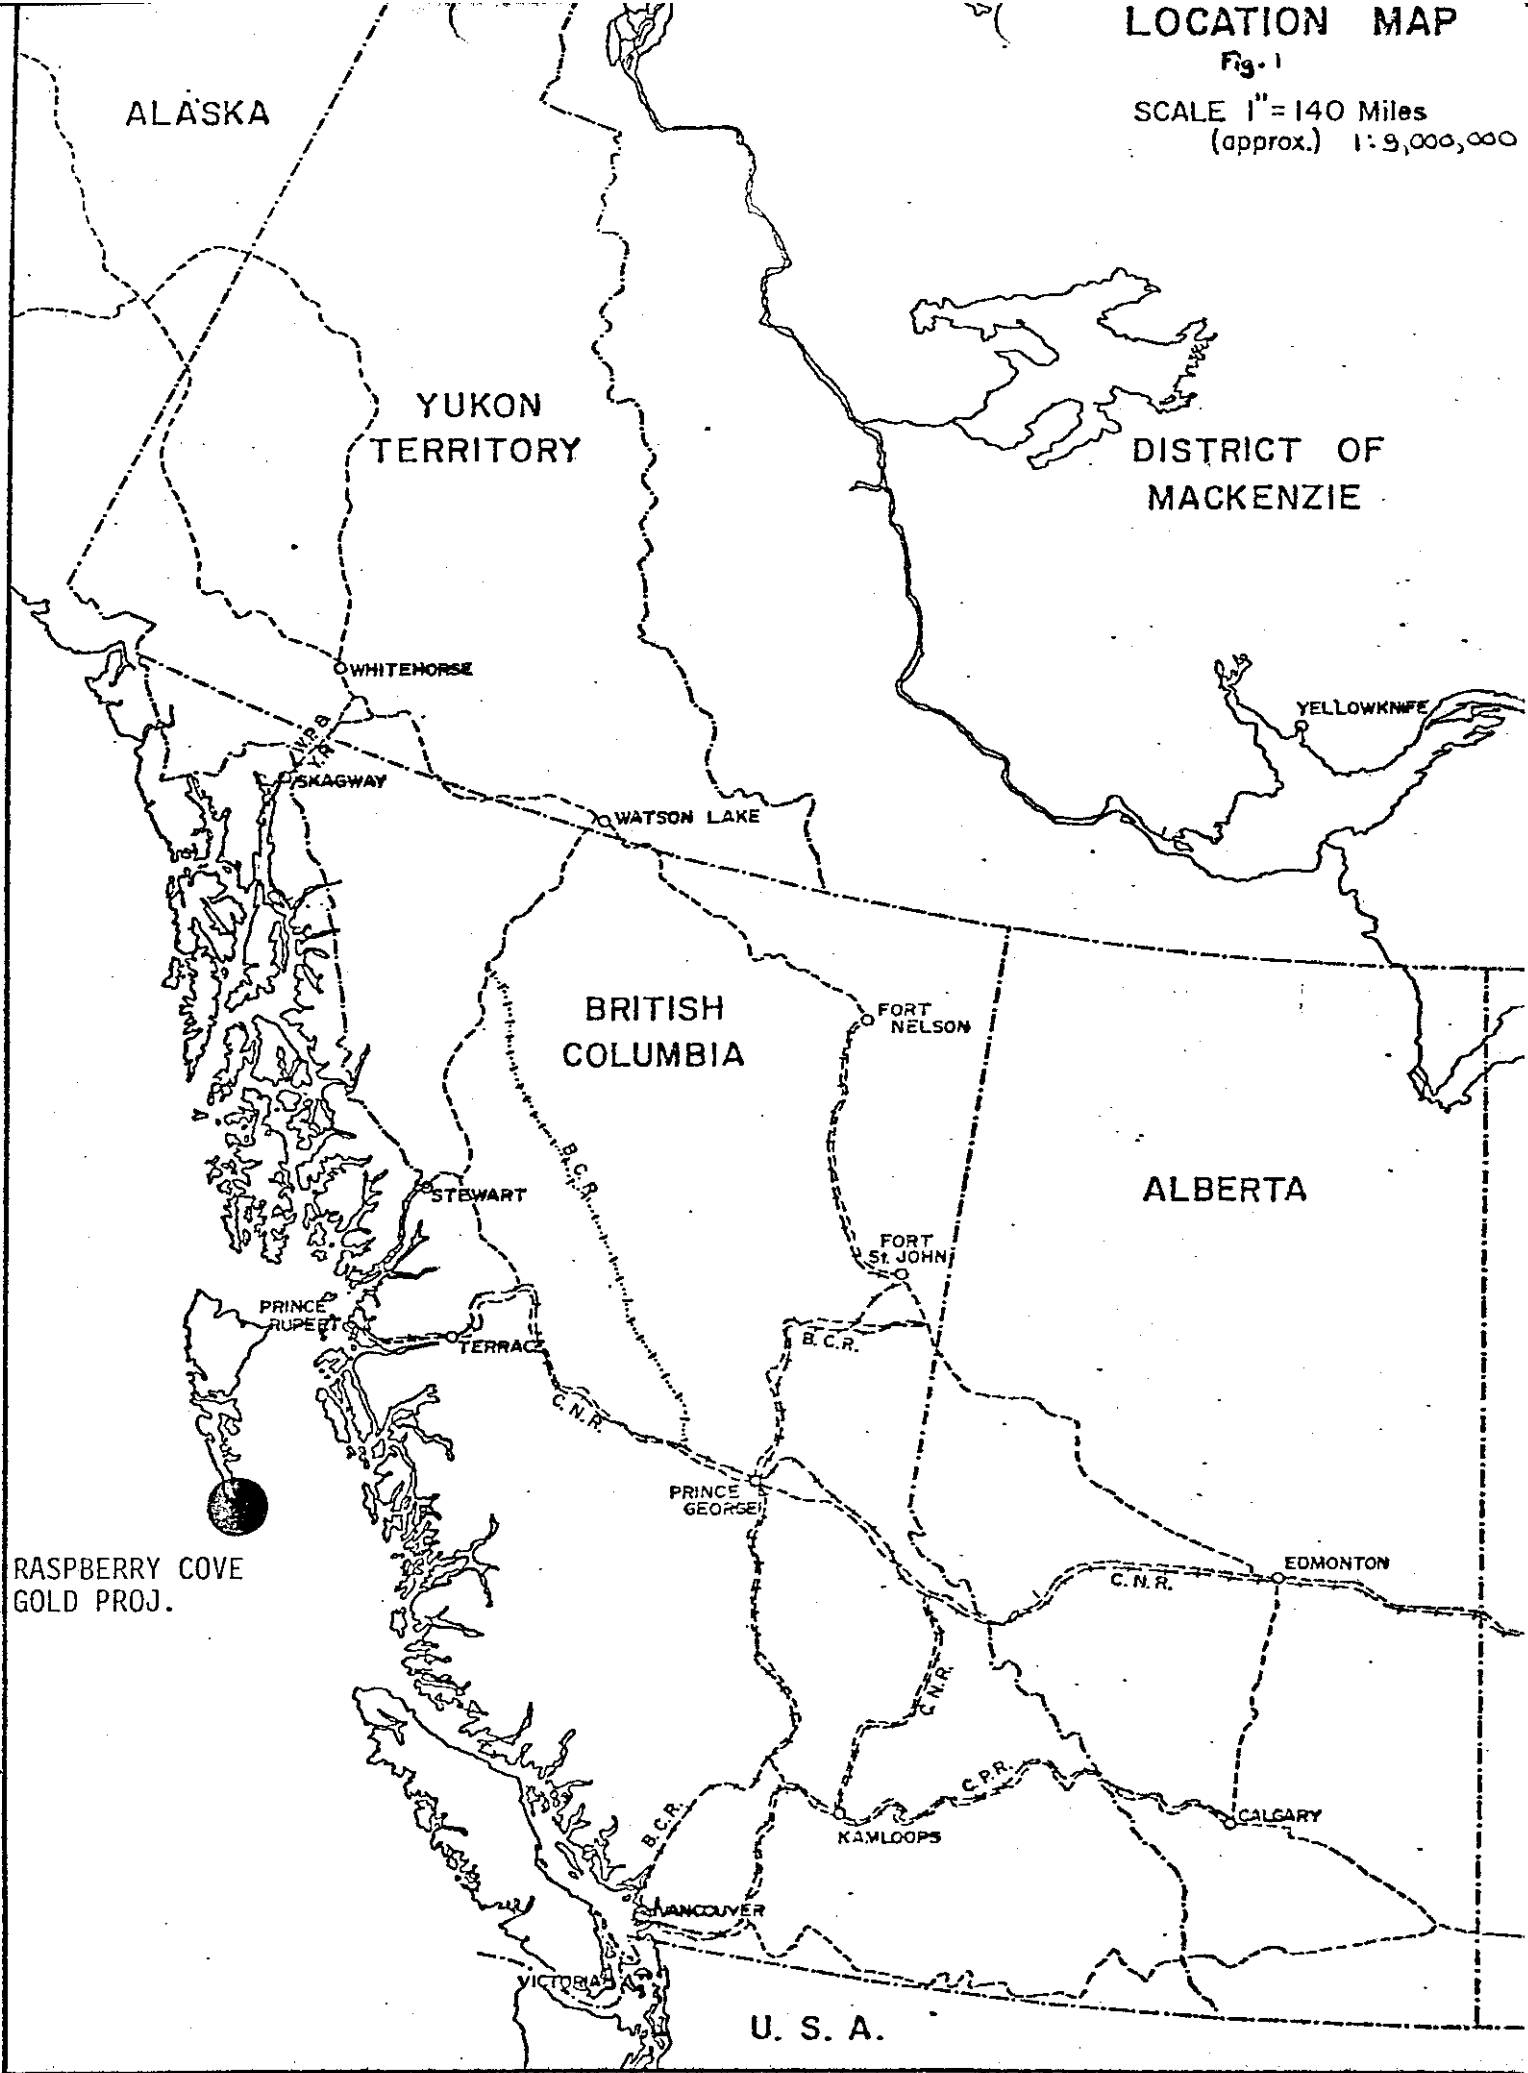 LOCATION MAP
Fig. 1
SCALE 1" = 140 Miles
(approx.) 1:9,000,000
ALASKA
YUKON
TERRITORY
DISTRICT OF
MACKENZIE
WHITEHORSE
YELLOWKNIFE
W.P. &
Y.R.
SKAGWAY
WATSON LAKE
BRITISH
COLUMBIA
FORT
NELSON
B.C.R.
STEWART
ALBERTA
FORT
St. JOHN
PRINCE
RUPERT
TERRACE
B.C.R.
C.N.R.
PRINCE
GEORGE
RASPBERRY COVE
GOLD PROJ.
EDMONTON
C.N.R.
C.N.R.
C.P.R.
B.C.R.
KAMLOOPS
CALGARY
VANCOUVER
VICTORIA
U. S. A.